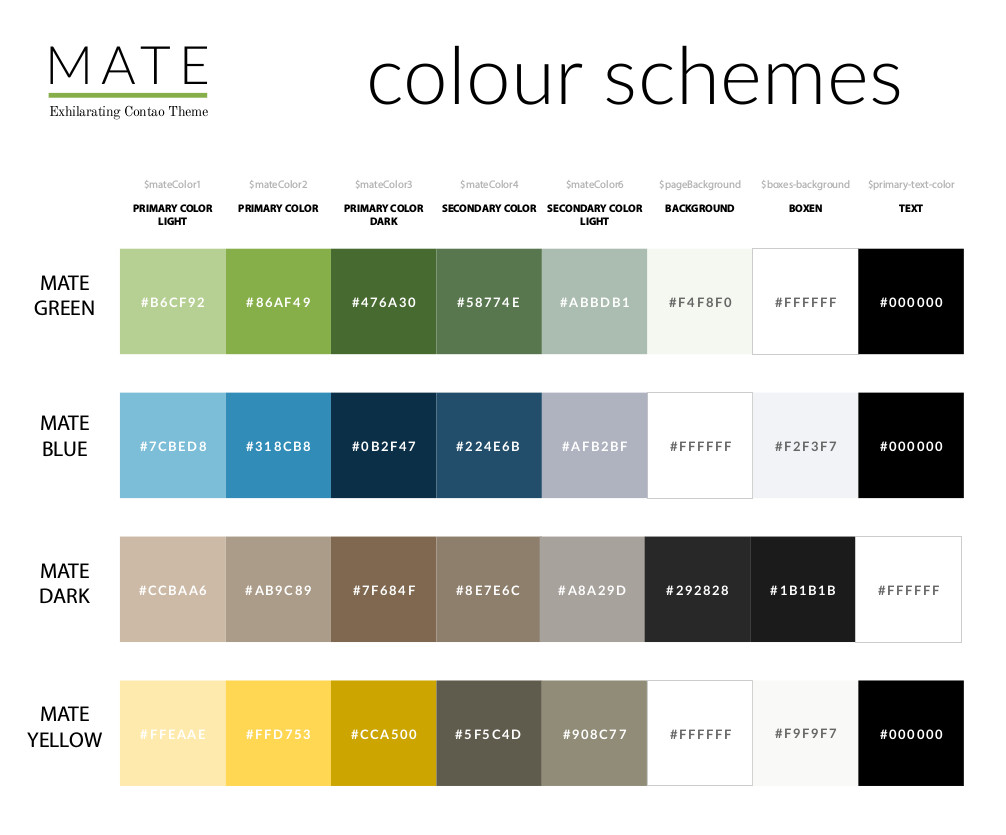 MATE
Exhilarating Contao Theme
colour schemes
$mateColor1 $mateColor2 $mateColor3 $mateColor4 $mateColor6 $pageBackground $boxes-background $primary-text-color
PRIMARY COLOR LIGHT PRIMARY COLOR PRIMARY COLOR DARK SECONDARY COLOR SECONDARY COLOR LIGHT BACKGROUND BOXEN TEXT
MATE
GREEN
#B6CF92 #86AF49 #476A30 #58774E #ABBDB1 #F4F8F0 #FFFFFF #000000
MATE
BLUE
#7CBED8 #318CB8 #0B2F47 #224E6B #AFB2BF #FFFFFF #F2F3F7 #000000
MATE
DARK
#CCBAA6 #AB9C89 #7F684F #8E7E6C #A8A29D #292828 #1B1B1B #FFFFFF
MATE
YELLOW
#FFEAAE #FFD753 #CCA500 #5F5C4D #908C77 #FFFFFF #F9F9F7 #000000